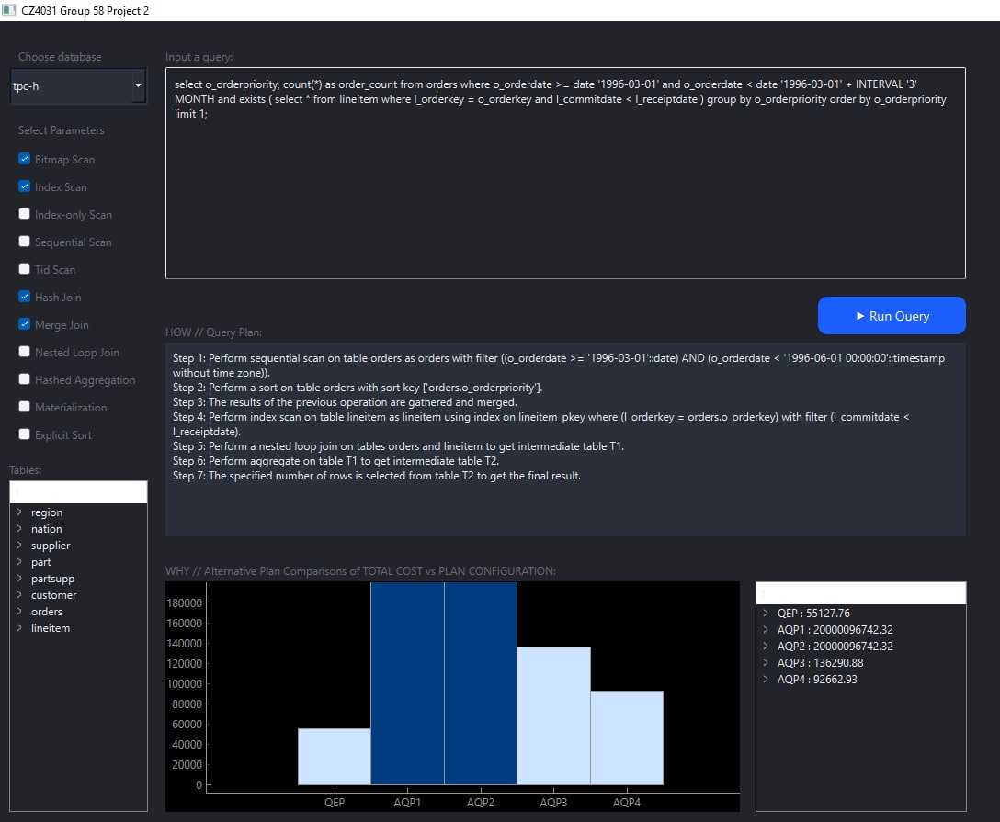 CZ4031 Group 58 Project 2
Choose database
tpc-h
Select Parameters
Bitmap Scan
Index Scan
Index-only Scan
Sequential Scan
Tid Scan
Hash Join
Merge Join
Nested Loop Join
Hashed Aggregation
Materialization
Explicit Sort
Tables:
1
region
nation
supplier
part
partsupp
customer
orders
lineitem
Input a query:
select o_orderpriority, count(*) as order_count from orders where o_orderdate >= date '1996-03-01' and o_orderdate < date '1996-03-01' + INTERVAL '3'
MONTH and exists ( select * from lineitem where l_orderkey = o_orderkey and l_commitdate < l_receiptdate ) group by o_orderpriority order by o_orderpriority
limit 1;
Run Query
HOW // Query Plan:
Step 1: Perform sequential scan on table orders as orders with filter ((o_orderdate >= '1996-03-01'::date) AND (o_orderdate < '1996-06-01 00:00:00'::timestamp
without time zone)).
Step 2: Perform a sort on table orders with sort key ['orders.o_orderpriority'].
Step 3: The results of the previous operation are gathered and merged.
Step 4: Perform index scan on table lineitem as lineitem using index on lineitem_pkey where (l_orderkey = orders.o_orderkey) with filter (l_commitdate <
l_receiptdate).
Step 5: Perform a nested loop join on tables orders and lineitem to get intermediate table T1.
Step 6: Perform aggregate on table T1 to get intermediate table T2.
Step 7: The specified number of rows is selected from table T2 to get the final result.
WHY // Alternative Plan Comparisons of TOTAL COST vs PLAN CONFIGURATION:
180000
160000
140000
120000
100000
80000
60000
40000
20000
0
QEP AQP1 AQP2 AQP3 AQP4
1
QEP : 55127.76
AQP1 : 20000096742.32
AQP2 : 20000096742.32
AQP3 : 136290.88
AQP4 : 92662.93